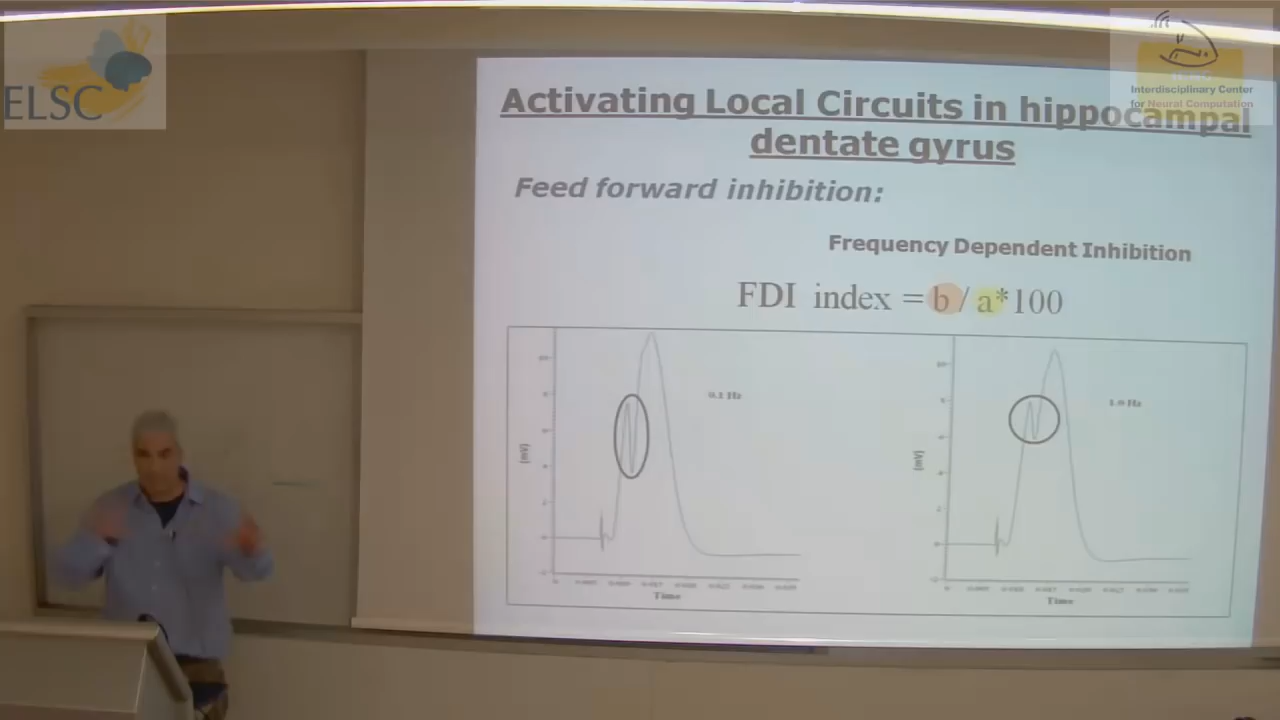 ELSC
Interdisciplinary Center
for Neural Computation
Activating Local Circuits in hippocampal
dentate gyrus
Feed forward inhibition:
Frequency Dependent Inhibition
FDI index = b / a*100
0.1 Hz
1.0 Hz
(mV)
(mV)
Time
Time